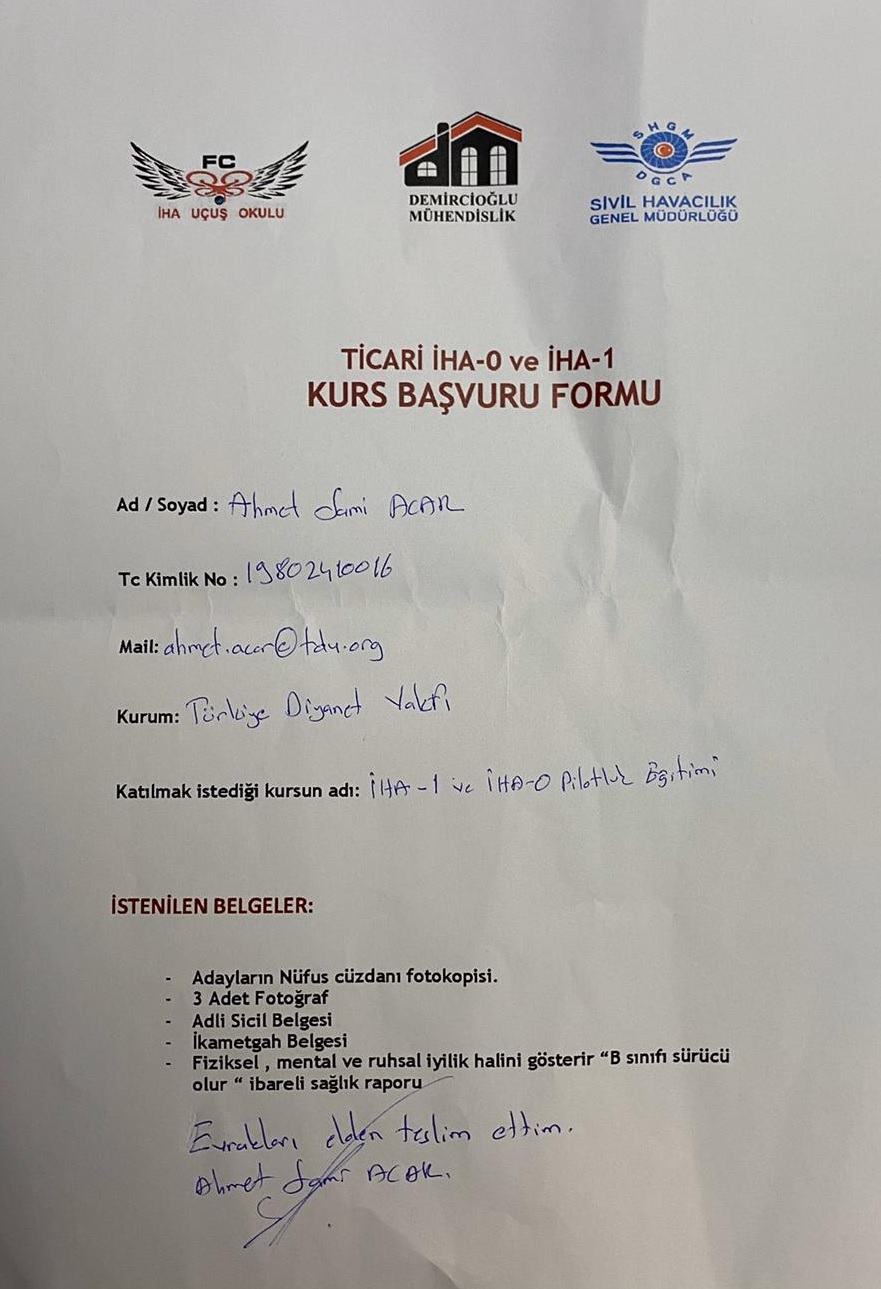 FC
İHA UÇUŞ OKULU
dm
DEMİRCİOĞLU
MÜHENDİSLİK
SHGM
DGCA
SİVİL HAVACILIK
GENEL MÜDÜRLÜĞÜ
TİCARİ İHA-0 ve İHA-1
KURS BAŞVURU FORMU
Ad / Soyad : Ahmet Sami ACAR
Tc Kimlik No : 19802410016
Mail: ahmet.acar@tdv.org
Kurum: Türkiye Diyanet Vakfı
Katılmak istediği kursun adı: İHA-1 ve İHA-0 Pilotluk Eğitimi
İSTENİLEN BELGELER:
- Adayların Nüfus cüzdanı fotokopisi.
- 3 Adet Fotoğraf
- Adli Sicil Belgesi
- İkametgah Belgesi
- Fiziksel , mental ve ruhsal iyilik halini gösterir “B sınıfı sürücü
olur “ ibareli sağlık raporu
Evrakları elden teslim ettim.
Ahmet Sami ACAR.